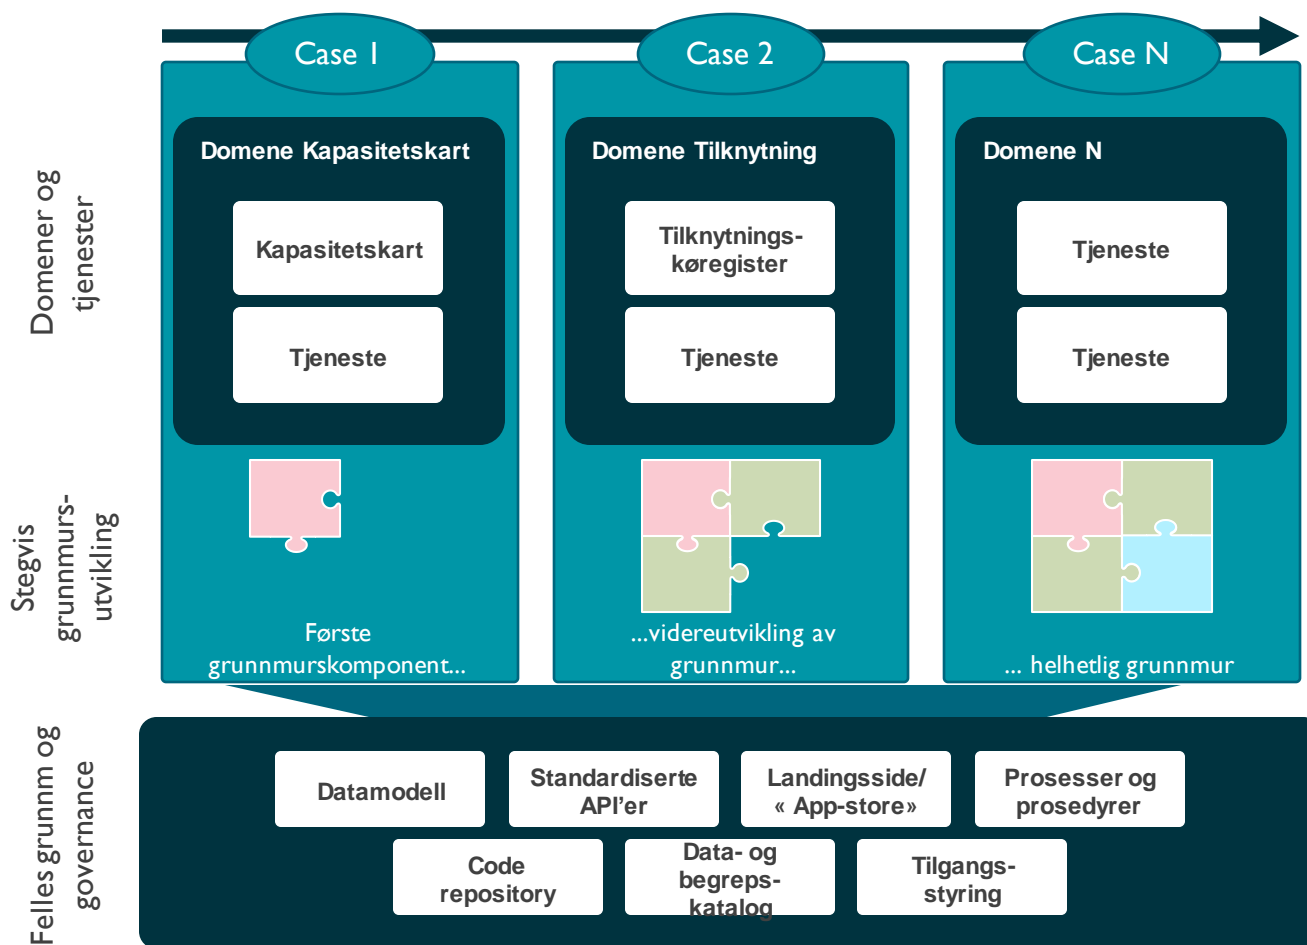 Case 1
Case 2
Case N
Domener og
tjenester
Domene Kapasitetskart
Kapasitetskart
Tjeneste
Domene Tilknytning
Tilknytnings-
køregister
Tjeneste
Domene N
Tjeneste
Tjeneste
Stegvis
grunnmurs-
utvikling
Første
grunnmurskomponent...
...videreutvikling av
grunnmur...
... helhetlig grunnmur
Felles grunnm og
governance
Datamodell
Standardiserte
API’er
Landingsside/
« App-store»
Prosesser og
prosedyrer
Code
repository
Data- og
begreps-
katalog
Tilgangs-
styring